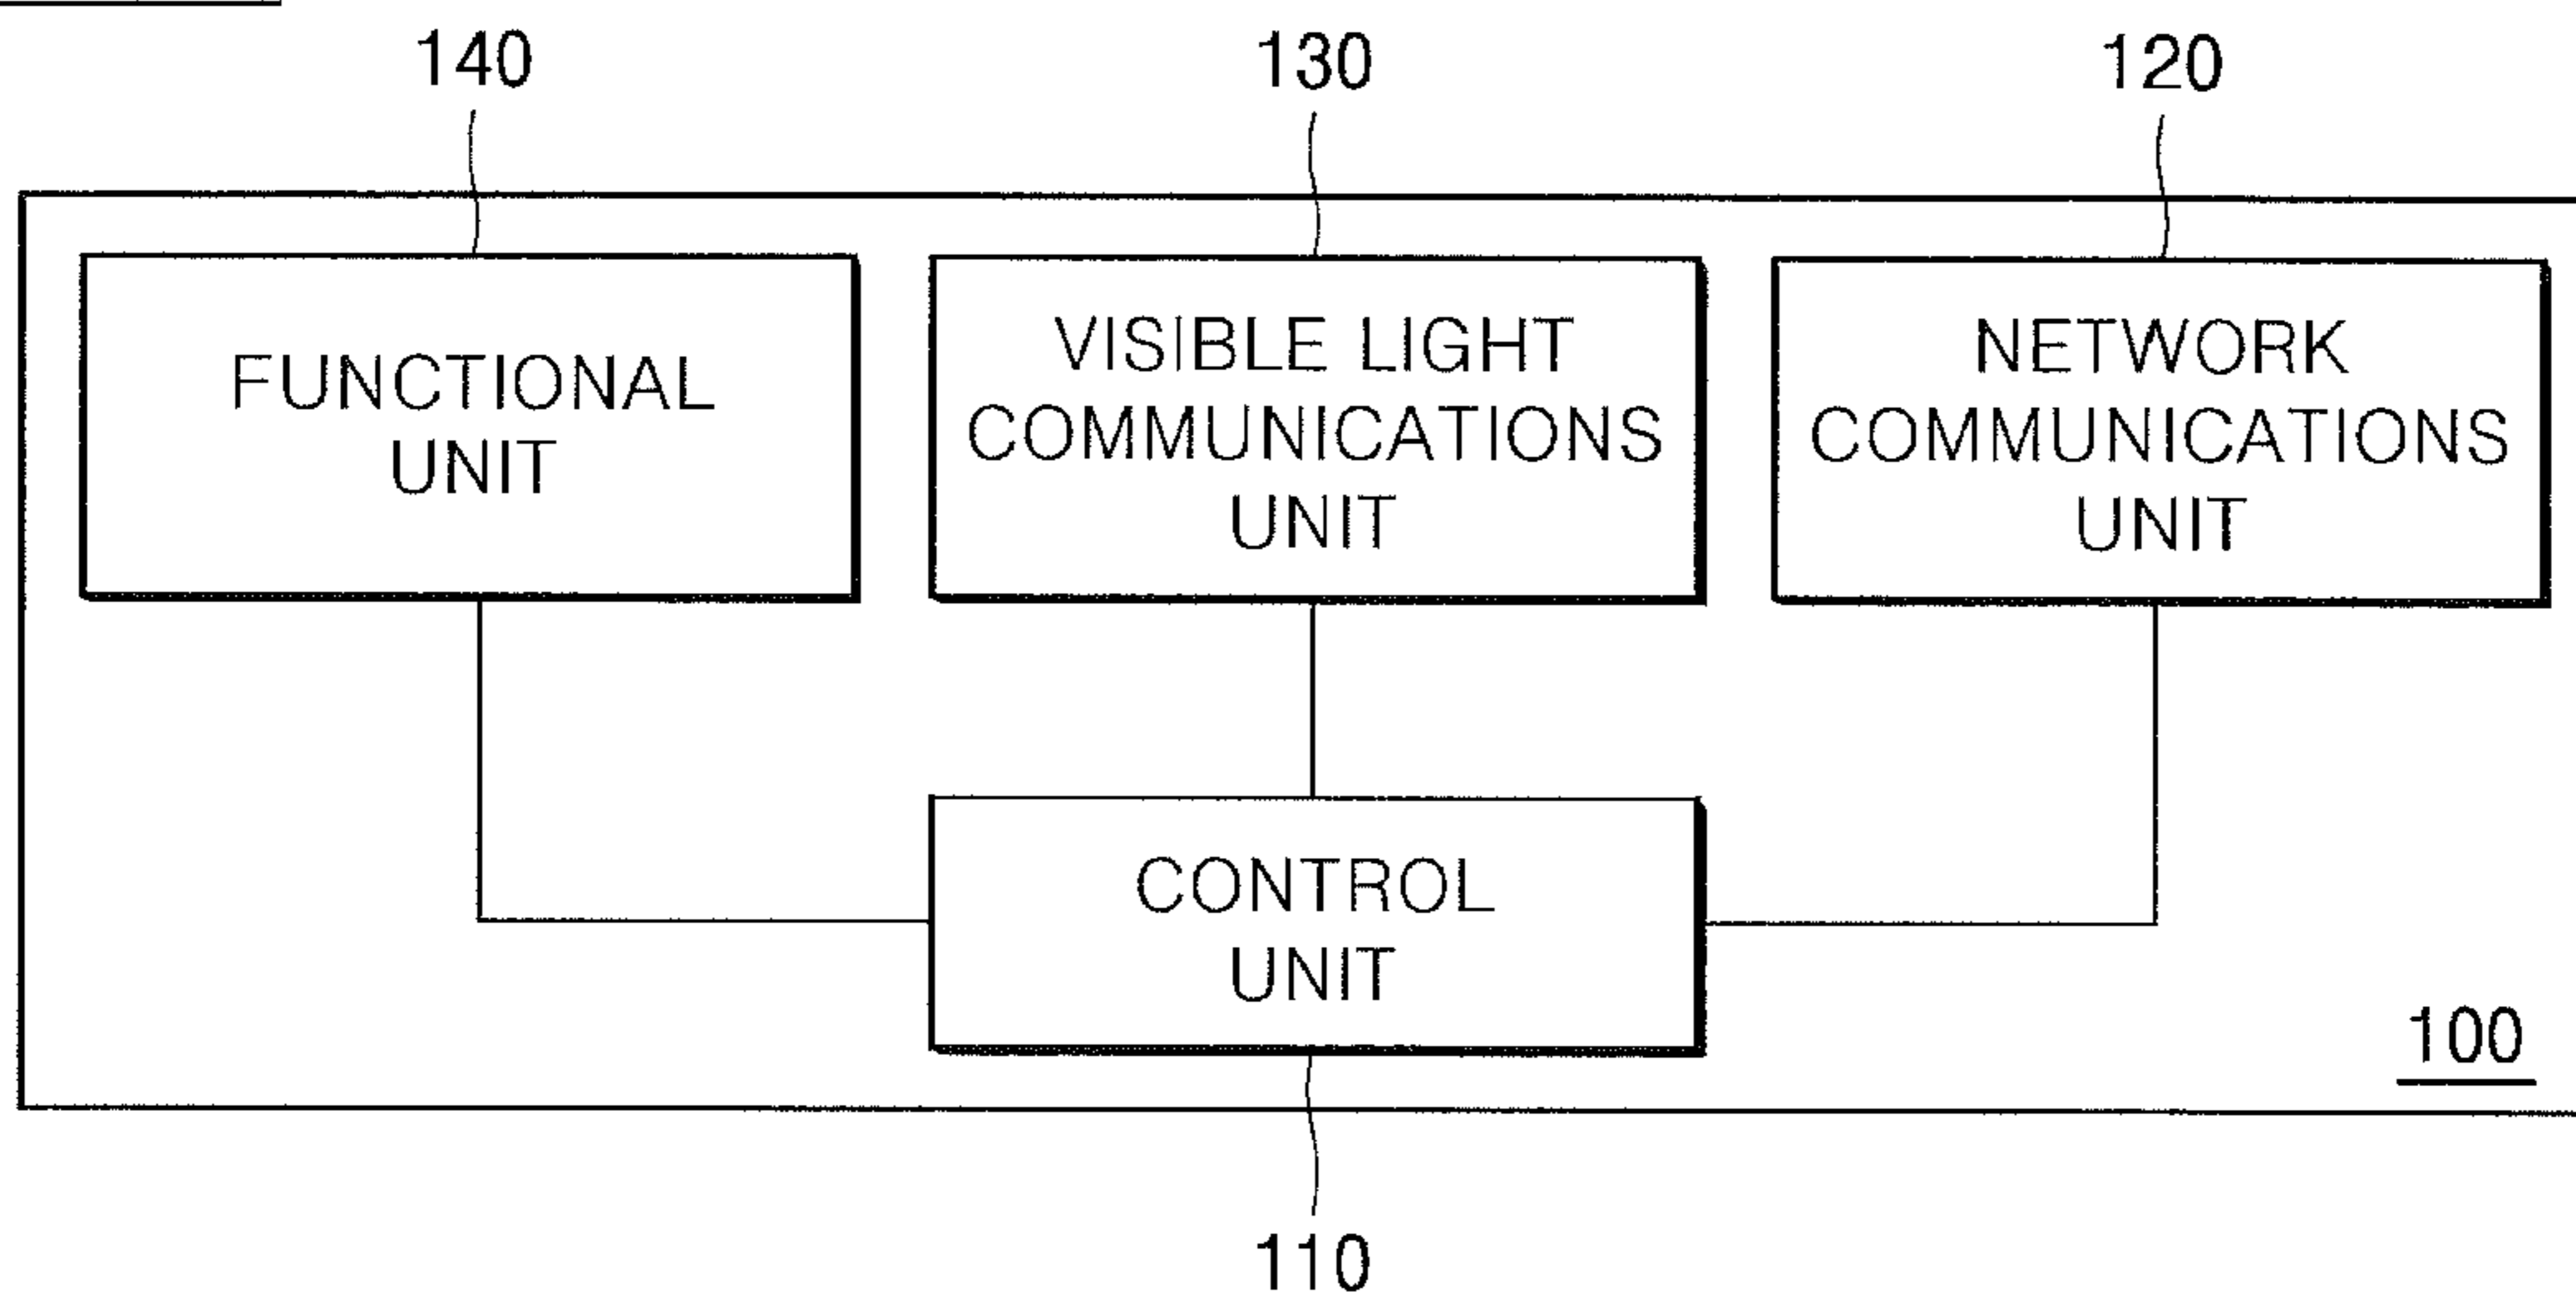 140
130
120
FUNCTIONAL
UNIT
VISIBLE LIGHT
COMMUNICATIONS
UNIT
NETWORK
COMMUNICATIONS
UNIT
CONTROL
UNIT
100
110